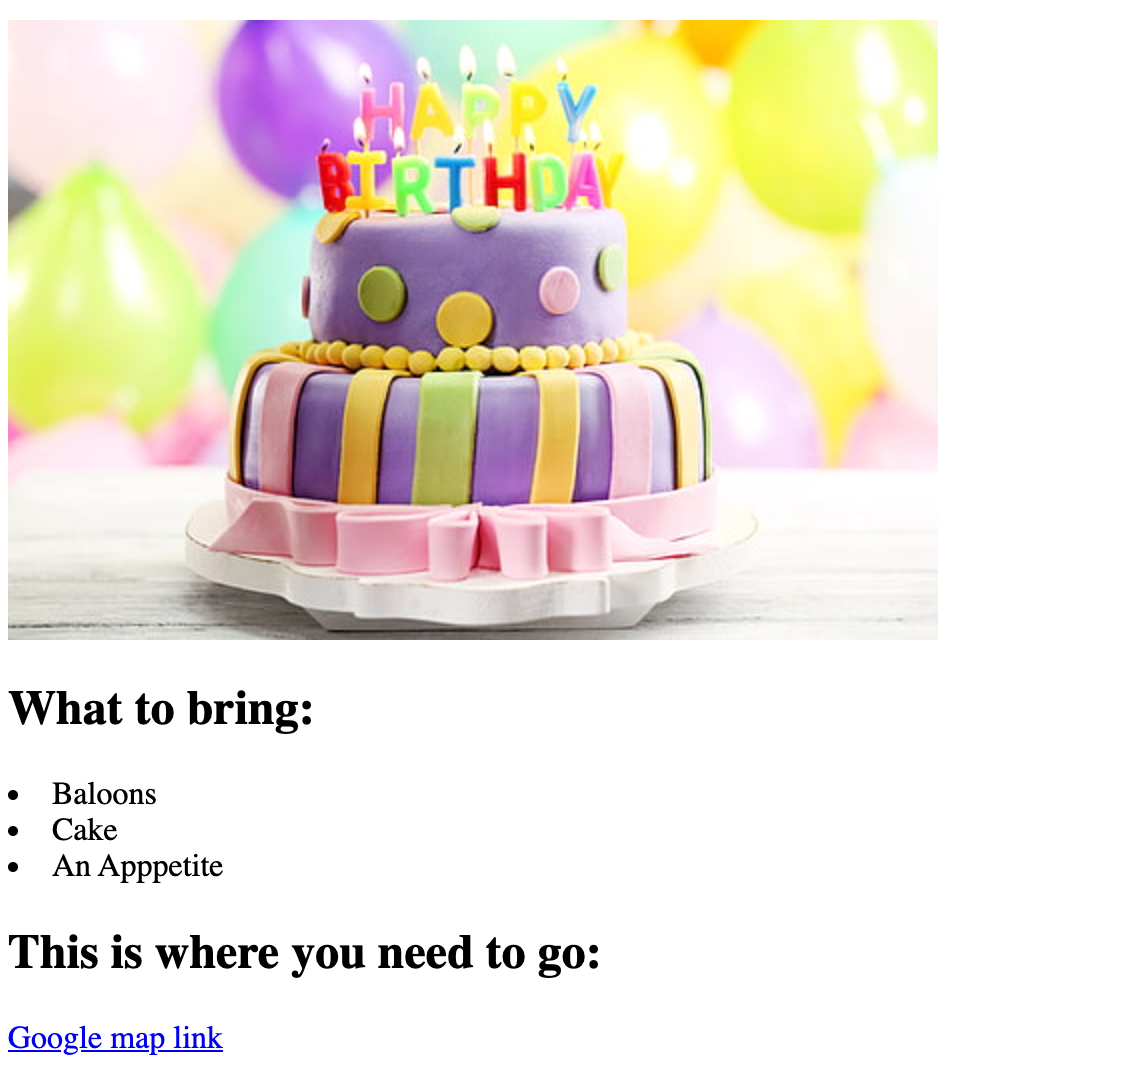 HAPPY
BIRTHDAY
What to bring:
Baloons
Cake
An Apppetite
This is where you need to go:
Google map link